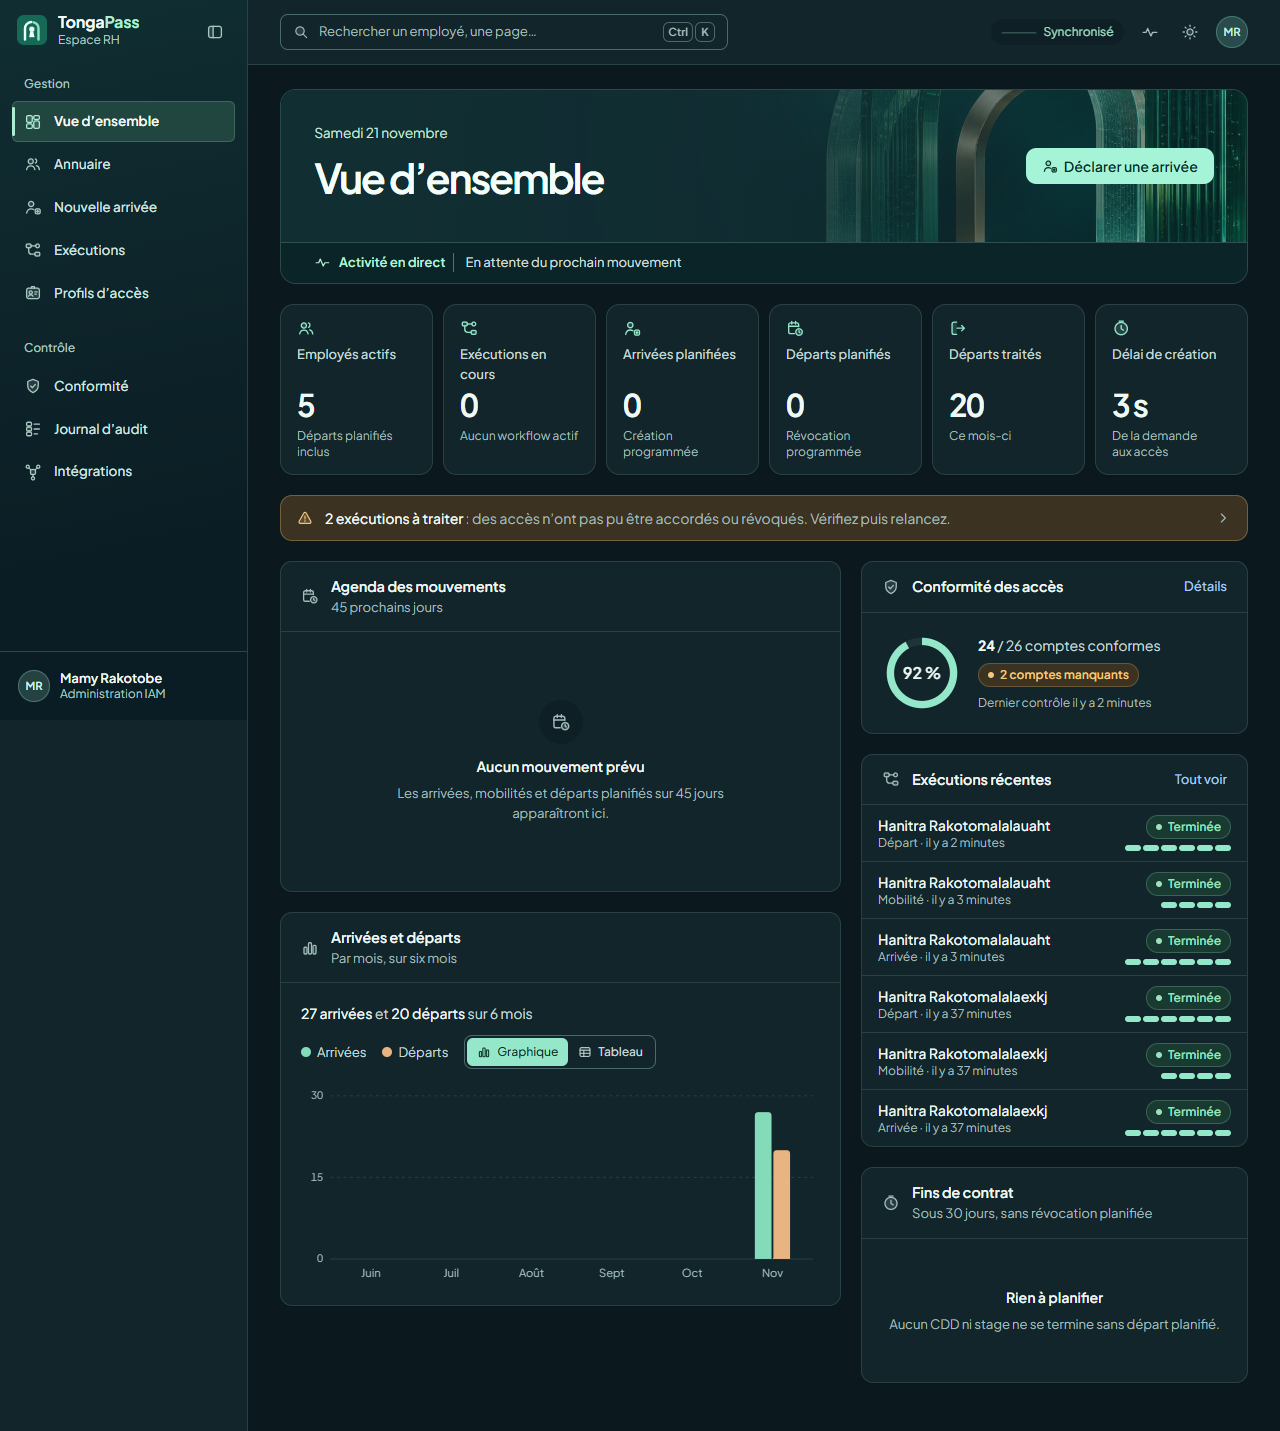 TongaPass
Espace RH
Rechercher un employé, une page…
Ctrl K
Synchronisé
MR
Gestion
Vue d’ensemble
Annuaire
Nouvelle arrivée
Exécutions
Profils d’accès
Contrôle
Conformité
Journal d’audit
Intégrations
MR
Mamy Rakotobe
Administration IAM
Samedi 21 novembre
Vue d’ensemble
Déclarer une arrivée
Activité en direct
En attente du prochain mouvement
Employés actifs
5
Départs planifiés
inclus
Exécutions en
cours
0
Aucun workflow actif
Arrivées planifiées
0
Création
programmée
Départs planifiés
0
Révocation
programmée
Départs traités
20
Ce mois-ci
Délai de création
3 s
De la demande
aux accès
2 exécutions à traiter : des accès n’ont pas pu être accordés ou révoqués. Vérifiez puis relancez.
Agenda des mouvements
45 prochains jours
Aucun mouvement prévu
Les arrivées, mobilités et départs planifiés sur 45 jours
apparaîtront ici.
Arrivées et départs
Par mois, sur six mois
27 arrivées et 20 départs sur 6 mois
Arrivées
Départs
Graphique
Tableau
30
15
0
Juin
Juil
Août
Sept
Oct
Nov
Conformité des accès
Détails
92 %
24 / 26 comptes conformes
2 comptes manquants
Dernier contrôle il y a 2 minutes
Exécutions récentes
Tout voir
Hanitra Rakotomalalauaht
Terminée
Départ · il y a 2 minutes
Hanitra Rakotomalalauaht
Terminée
Mobilité · il y a 3 minutes
Hanitra Rakotomalalauaht
Terminée
Arrivée · il y a 3 minutes
Hanitra Rakotomalalaexkj
Terminée
Départ · il y a 37 minutes
Hanitra Rakotomalalaexkj
Terminée
Mobilité · il y a 37 minutes
Hanitra Rakotomalalaexkj
Terminée
Arrivée · il y a 37 minutes
Fins de contrat
Sous 30 jours, sans révocation planifiée
Rien à planifier
Aucun CDD ni stage ne se termine sans départ planifié.